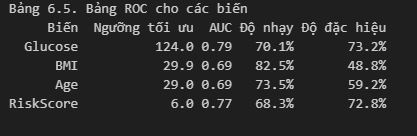 Bảng 6.5. Bảng ROC cho các biến
Biến Ngưỡng tối ưu AUC Độ nhạy Độ đặc hiệu
Glucose 124.0 0.79 70.1% 73.2%
BMI 29.9 0.69 82.5% 48.8%
Age 29.0 0.69 73.5% 59.2%
RiskScore 6.0 0.77 68.3% 72.8%